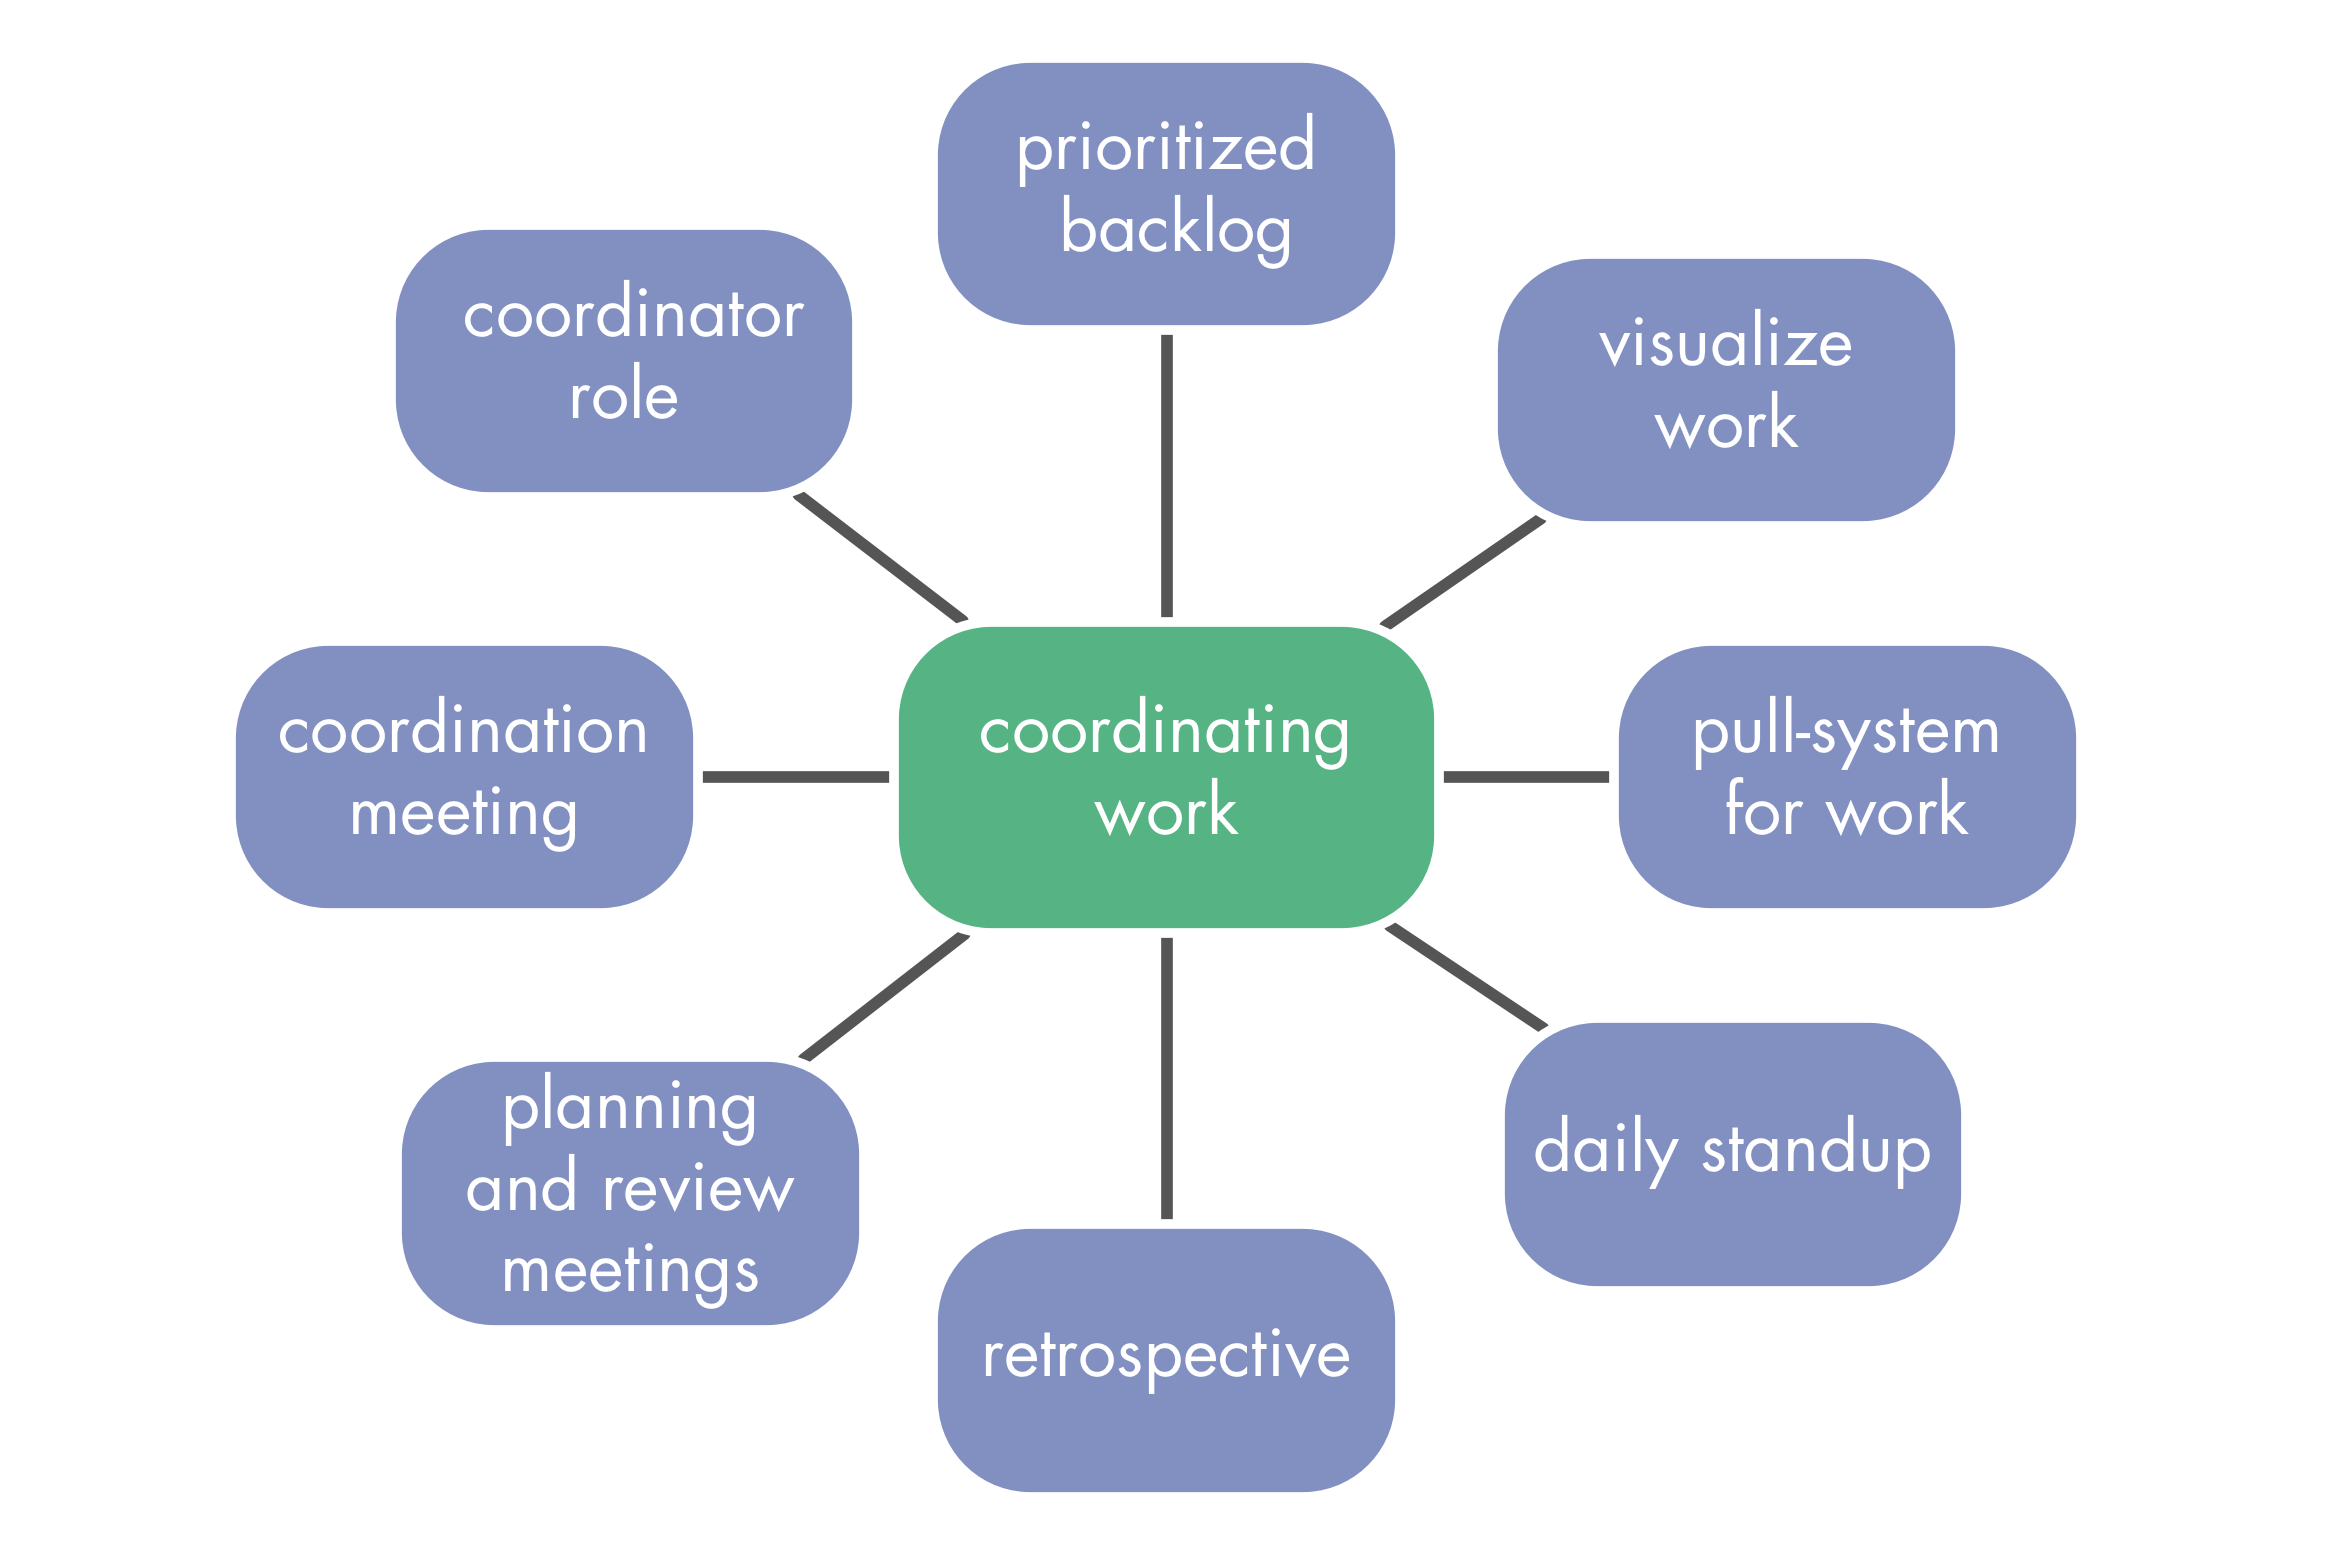 prioritized
backlog
coordinator
role
visualize
work
coordination
meeting
coordinating
work
pull-system
for work
planning
and review
meetings
daily standup
retrospective